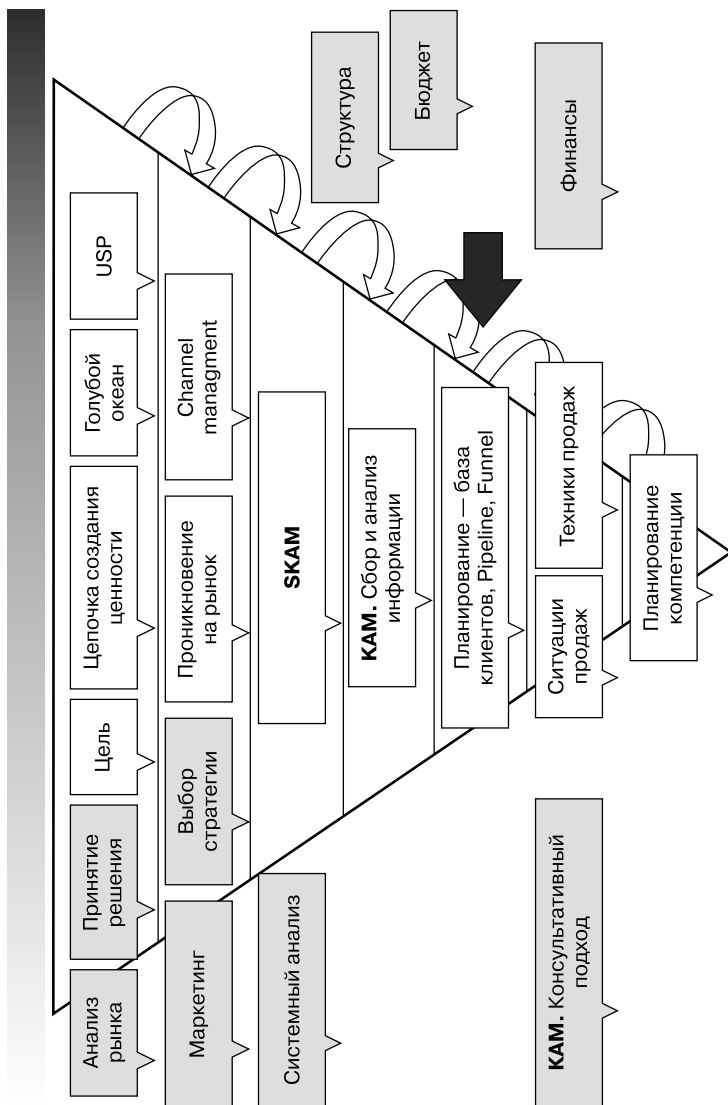 Анализ
рынка
Принятие
решения
Цель
Цепочка создания
ценности
Голубой
океан
USP
Маркетинг
Выбор
стратегии
Проникновение
на рынок
Channel
managment
Системный анализ
SKAM
Структура
КАМ. Сбор и анализ
информации
Бюджет
Планирование — база
клиентов, Pipeline, Funnel
КАМ. Консультативный
подход
Ситуации
продаж
Техники продаж
Финансы
Планирование
компетенции